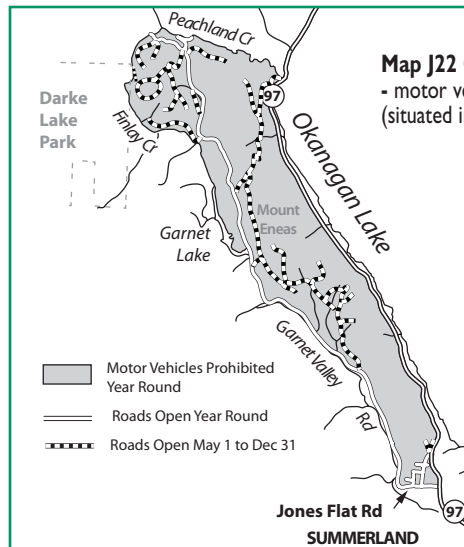 Peachland Cr
Map J22
- motor
(situated
97
Darke
Lake
Park
Finlay Cr
Okanagan Lake
Mount
Eneas
Garnet
Lake
Garnet Valley
Rd
Motor Vehicles Prohibited
Year Round
Roads Open Year Round
Roads Open May 1 to Dec 31
Jones Flat Rd
97
SUMMERLAND